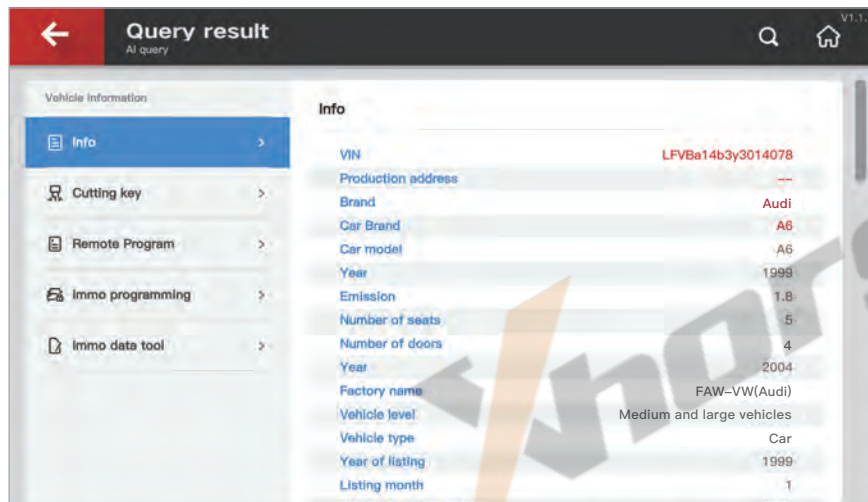 Query result
AI query
V1.1.
Vehicle information
Info
Cutting key
Remote Program
Immo programming
Immo data tool
Info
VIN LFVBa14b3y3014078
Production address --
Brand Audi
Car Brand A6
Car model A6
Year 1999
Emission 1.8
Number of seats 5
Number of doors 4
Year 2004
Factory name FAW-VW(Audi)
Vehicle level Medium and large vehicles
Vehicle type Car
Year of listing 1999
Listing month 1